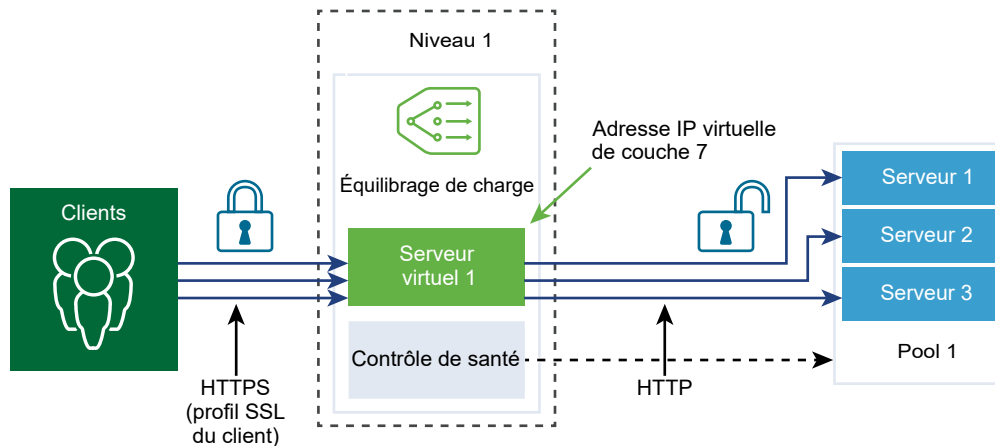 Niveau 1
Adresse IP virtuelle
de couche 7
Équilibrage de charge
Clients
Serveur
virtuel 1
Serveur 1
Serveur 2
Serveur 3
Pool 1
Contrôle de santé
HTTPS
(profil SSL
du client)
HTTP